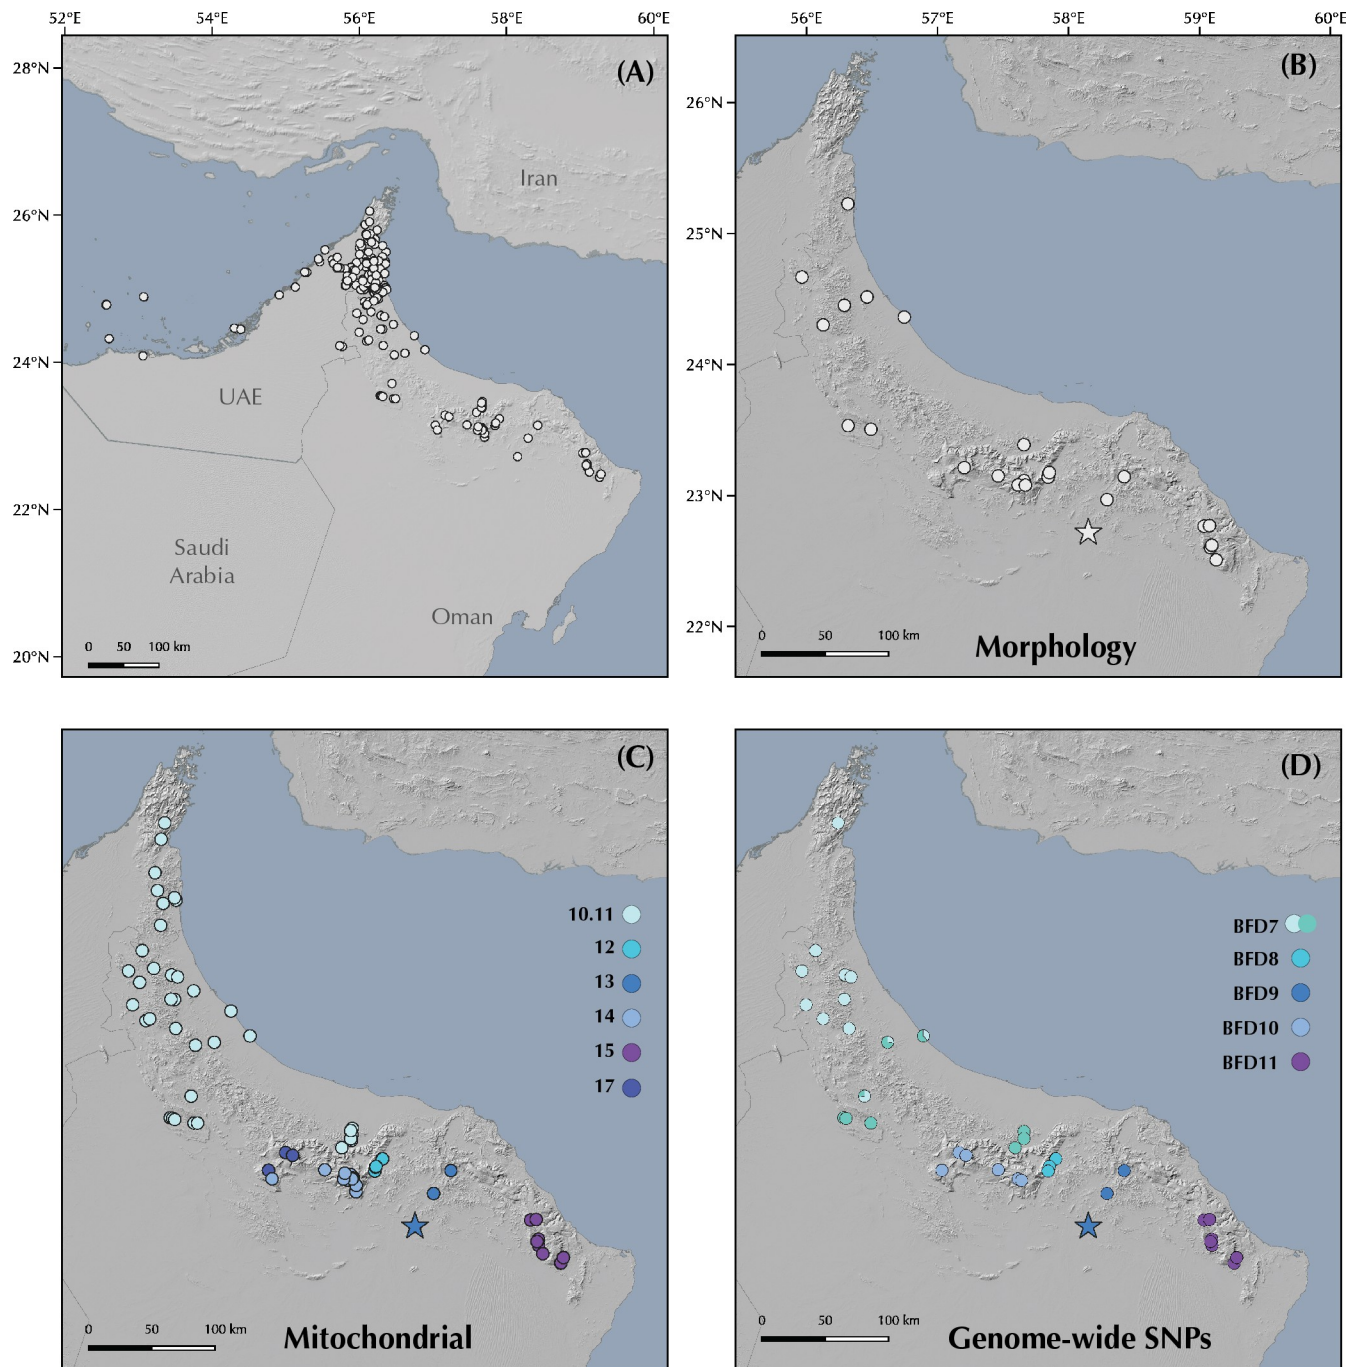 52°E 54°E 56°E 58°E 60°E
28°N
26°N
24°N
22°N
20°N
(A)
Iran
UAE
Saudi
Arabia
Oman
0 50 100 km
56°E 57°E 58°E 59°E 60°E
26°N
25°N
24°N
23°N
22°N
(B)
0 50 100 km
Morphology
(C)
10.11
12
13
14
15
17
0 50 100 km
Mitochondrial
(D)
BFD7
BFD8
BFD9
BFD10
BFD11
0 50 100 km
Genome-wide SNPs